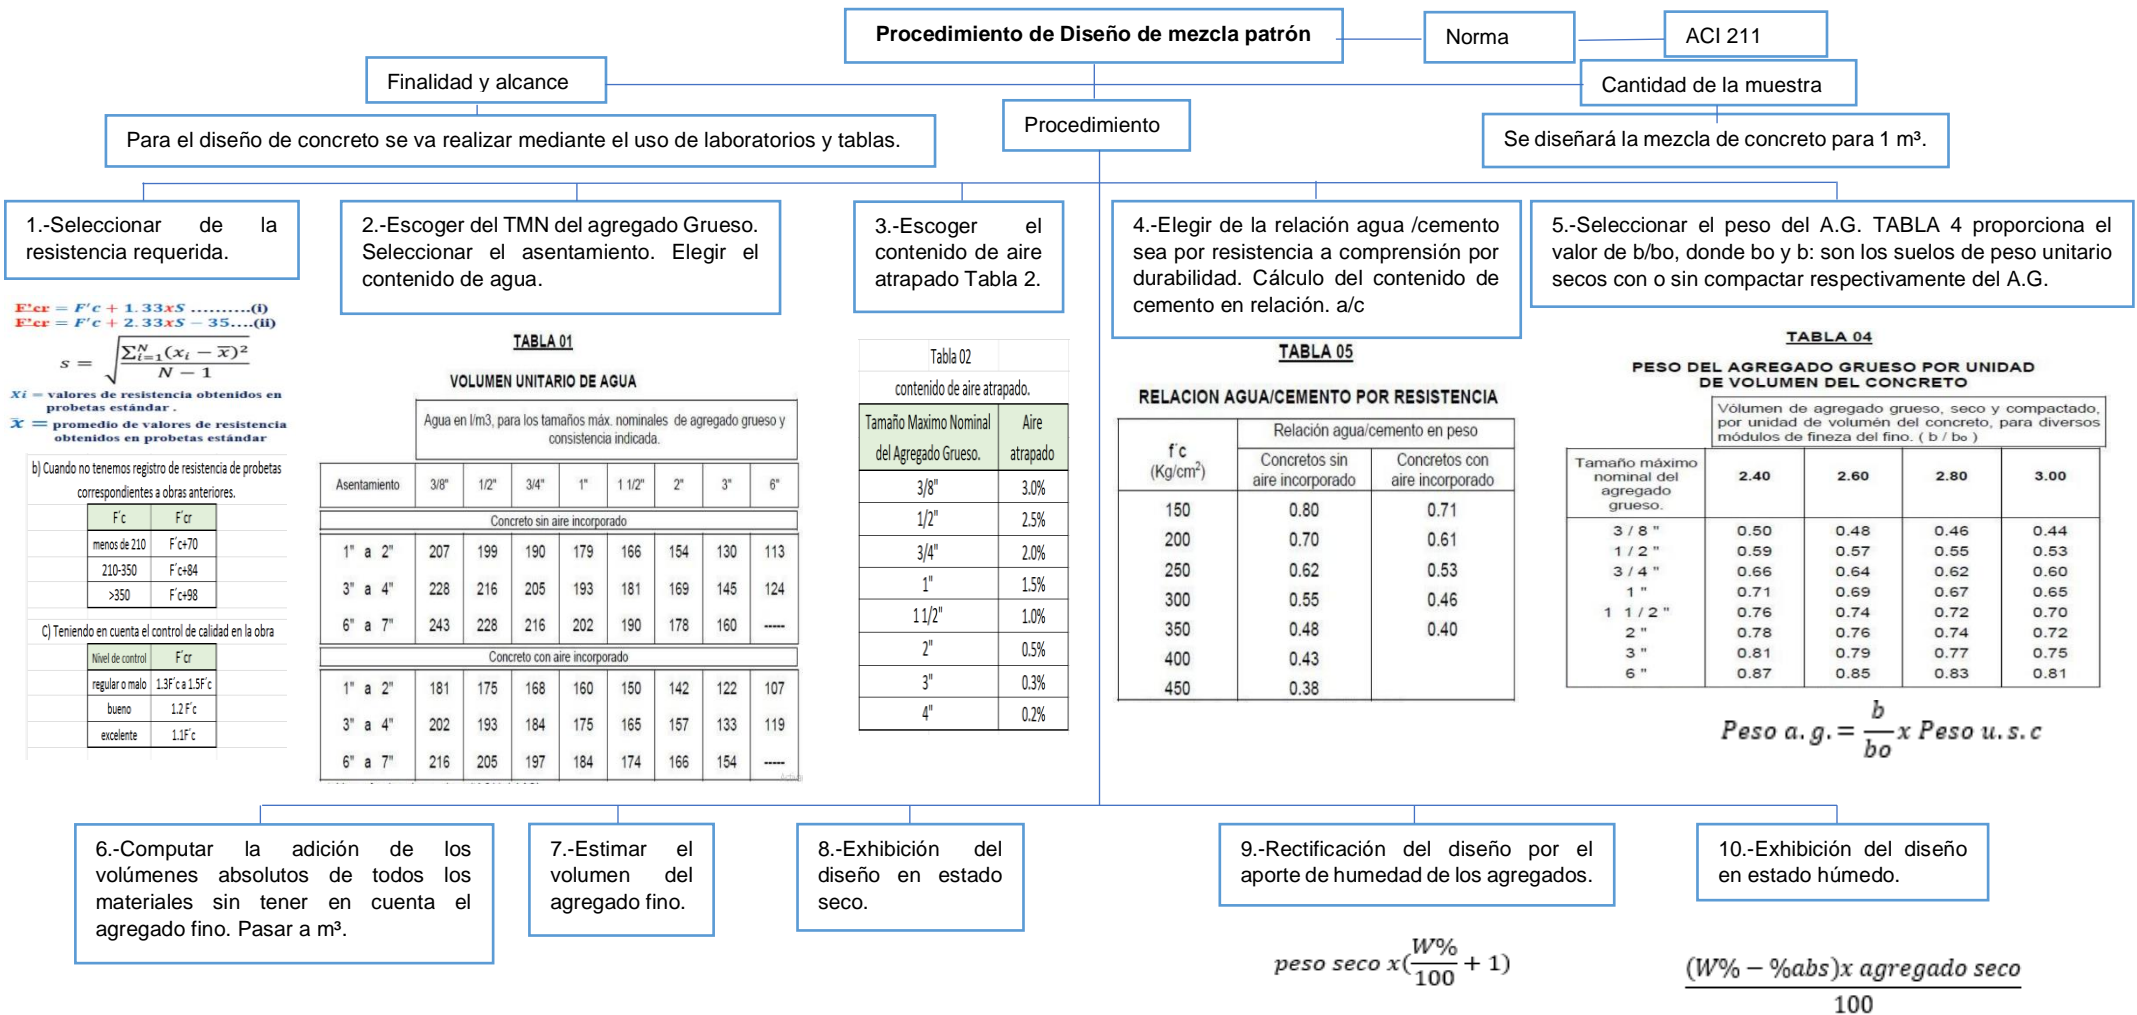 Procedimiento de Diseño de mezcla patrón
Norma
ACI 211
Finalidad y alcance
Cantidad de la muestra
Para el diseño de concreto se va realizar mediante el uso de laboratorios y tablas.
Procedimiento
Se diseñará la mezcla de concreto para 1 m³.
1.-Seleccionar de la
resistencia requerida.
F'cr = F'c + 1.33xS ..........(i)
F'cr = F'c + 2.33xS − 35....(ii)
s = √(∑ᴺᵢ₌₁(xᵢ − x̄)² / N − 1)
Xi = valores de resistencia obtenidos en
probetas estándar .
x̄ = promedio de valores de resistencia
obtenidos en probetas estándar
b) Cuando no tenemos registro de resistencia de probetas
correspondientes a obras anteriores.
F´c F´cr
menos de 210 F´c+70
210-350 F´c+84
>350 F´c+98
C) Teniendo en cuenta el control de calidad en la obra
Nivel de control F´cr
regular o malo 1.3F´c a 1.5F´c
bueno 1.2 F´c
excelente 1.1F´c
2.-Escoger del TMN del agregado Grueso.
Seleccionar el asentamiento. Elegir el
contenido de agua.
TABLA 01
VOLUMEN UNITARIO DE AGUA
Agua en l/m3, para los tamaños máx. nominales de agregado grueso y
consistencia indicada.
Asentamiento 3/8" 1/2" 3/4" 1" 1 1/2" 2" 3" 6"
Concreto sin aire incorporado
1" a 2" 207 199 190 179 166 154 130 113
3" a 4" 228 216 205 193 181 169 145 124
6" a 7" 243 228 216 202 190 178 160 -----
Concreto con aire incorporado
1" a 2" 181 175 168 160 150 142 122 107
3" a 4" 202 193 184 175 165 157 133 119
6" a 7" 216 205 197 184 174 166 154 -----
3.-Escoger el
contenido de aire
atrapado Tabla 2.
Tabla 02
contenido de aire atrapado.
Tamaño Maximo Nominal Aire
del Agregado Grueso. atrapado
3/8" 3.0%
1/2" 2.5%
3/4" 2.0%
1" 1.5%
1 1/2" 1.0%
2" 0.5%
3" 0.3%
4" 0.2%
4.-Elegir de la relación agua /cemento
sea por resistencia a comprensión por
durabilidad. Cálculo del contenido de
cemento en relación. a/c
TABLA 05
RELACION AGUA/CEMENTO POR RESISTENCIA
f´c
(Kg/cm²)
Relación agua/cemento en peso
Concretos sin Concretos con
aire incorporado aire incorporado
150 0.80 0.71
200 0.70 0.61
250 0.62 0.53
300 0.55 0.46
350 0.48 0.40
400 0.43
450 0.38
5.-Seleccionar el peso del A.G. TABLA 4 proporciona el
valor de b/bo, donde bo y b: son los suelos de peso unitario
secos con o sin compactar respectivamente del A.G.
TABLA 04
PESO DEL AGREGADO GRUESO POR UNIDAD
DE VOLUMEN DEL CONCRETO
Vólumen de agregado grueso, seco y compactado,
por unidad de volumén del concreto, para diversos
módulos de fineza del fino. ( b / bo )
Tamaño máximo
nominal del
agregado
grueso.
2.40 2.60 2.80 3.00
3 / 8 " 0.50 0.48 0.46 0.44
1 / 2 " 0.59 0.57 0.55 0.53
3 / 4 " 0.66 0.64 0.62 0.60
1 " 0.71 0.69 0.67 0.65
1 1 / 2 " 0.76 0.74 0.72 0.70
2 " 0.78 0.76 0.74 0.72
3 " 0.81 0.79 0.77 0.75
6 " 0.87 0.85 0.83 0.81
Peso a.g. = b/bo x Peso u.s.c
6.-Computar la adición de los
volúmenes absolutos de todos los
materiales sin tener en cuenta el
agregado fino. Pasar a m³.
7.-Estimar el
volumen del
agregado fino.
8.-Exhibición del
diseño en estado
seco.
9.-Rectificación del diseño por el
aporte de humedad de los agregados.
peso seco x(W%/100 + 1)
10.-Exhibición del diseño
en estado húmedo.
(W% − %abs)x agregado seco
100